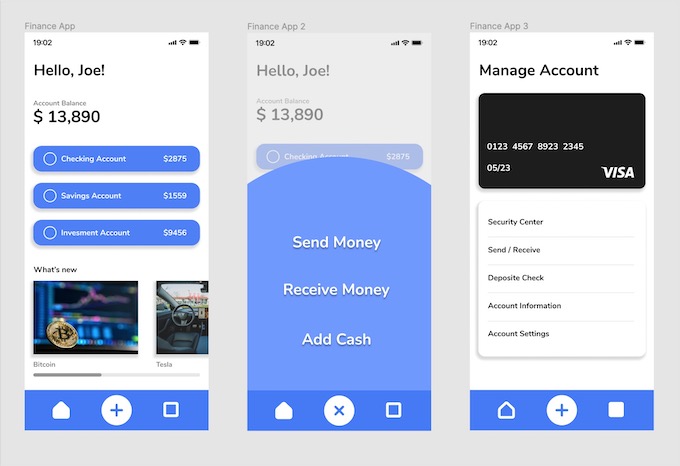 Finance App
19:02
Hello, Joe!
Account Balance
$ 13,890
Checking Account $2875
Savings Account $1559
Invesment Account $9456
What's new
Bitcoin Tesla
Finance App 2
19:02
Hello, Joe!
Account Balance
$ 13,890
Checking Account $2875
Send Money
Receive Money
Add Cash
Finance App 3
19:02
Manage Account
0123 4567 8923 2345
05/23
VISA
Security Center
Send / Receive
Deposite Check
Account Information
Account Settings